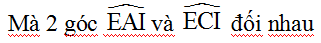 Mà 2 góc EAI và ECI đối nhau